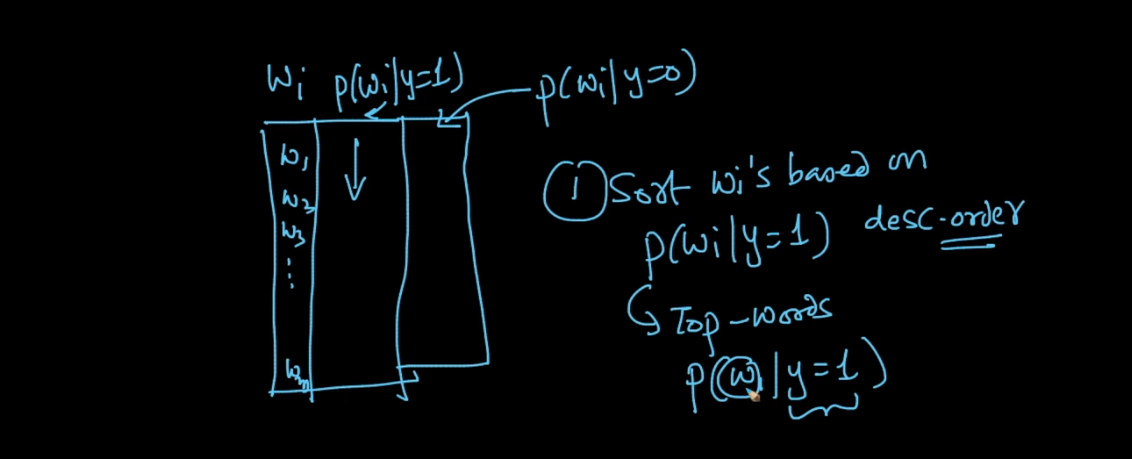 wi p(wi|y=1) p(wi|y=0)
w1
w2
w3
⋮
wm
① Sort wi's based on
p(wi|y=1) desc-order
↳ Top-words
p(wi|y=1)